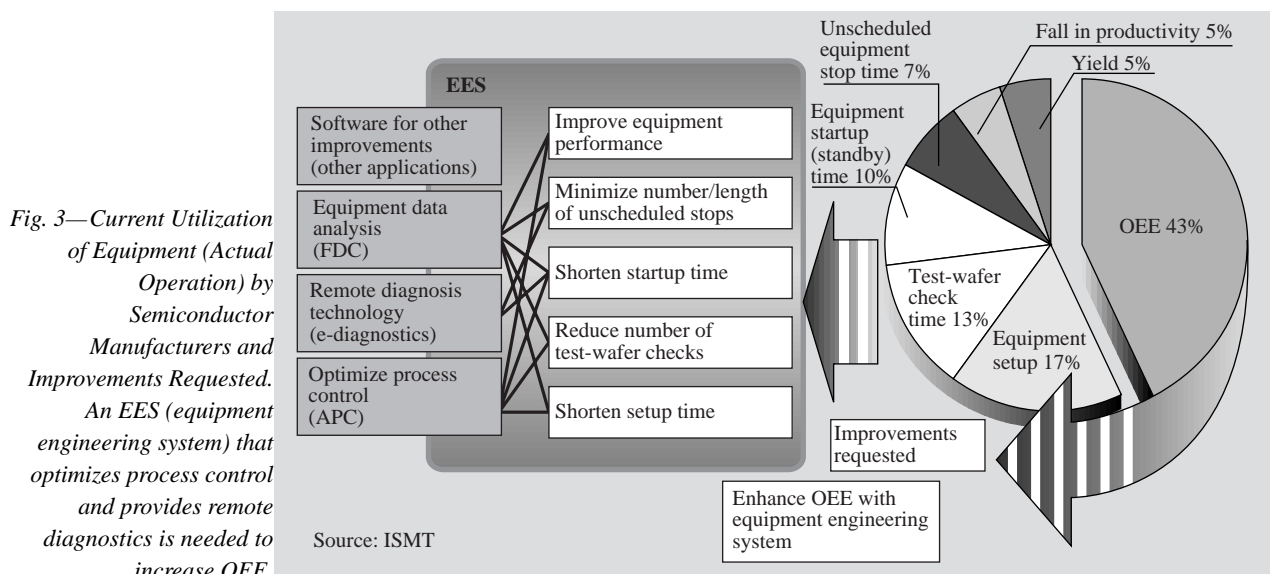 Fig. 3—Current Utilization
of Equipment (Actual
Operation) by
Semiconductor
Manufacturers and
Improvements Requested.
An EES (equipment
engineering system) that
optimizes process control
and provides remote
diagnostics is needed to
increase OEE.
EES
Software for other
improvements
(other applications)
Equipment data
analysis
(FDC)
Remote diagnosis
technology
(e-diagnostics)
Optimize process
control
(APC)
Improve equipment
performance
Minimize number/length
of unscheduled stops
Shorten startup time
Reduce number of
test-wafer checks
Shorten setup time
Unscheduled
equipment
stop time 7%
Fall in productivity 5%
Yield 5%
Equipment
startup
(standby)
time 10%
OEE 43%
Test-wafer
check
time 13%
Equipment
setup 17%
Improvements
requested
Enhance OEE with
equipment engineering
system
Source: ISMT